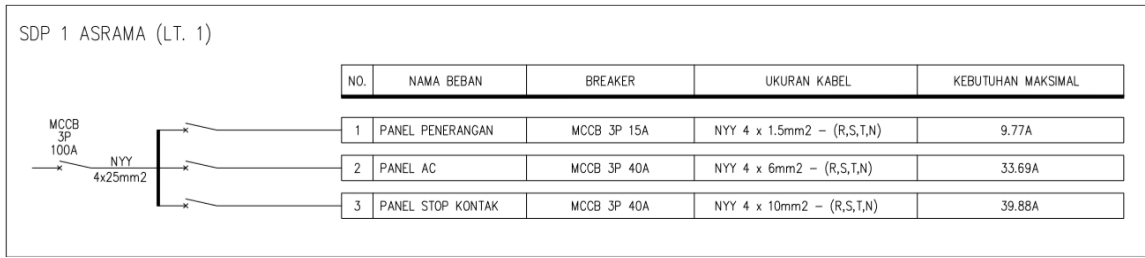 SDP 1 ASRAMA (LT. 1)
NO. NAMA BEBAN BREAKER UKURAN KABEL KEBUTUHAN MAKSIMAL
MCCB
3P
100A
NYY
4x25mm2
1 PANEL PENERANGAN MCCB 3P 15A NYY 4 x 1.5mm2 – (R,S,T,N) 9.77A
2 PANEL AC MCCB 3P 40A NYY 4 x 6mm2 – (R,S,T,N) 33.69A
3 PANEL STOP KONTAK MCCB 3P 40A NYY 4 x 10mm2 – (R,S,T,N) 39.88A